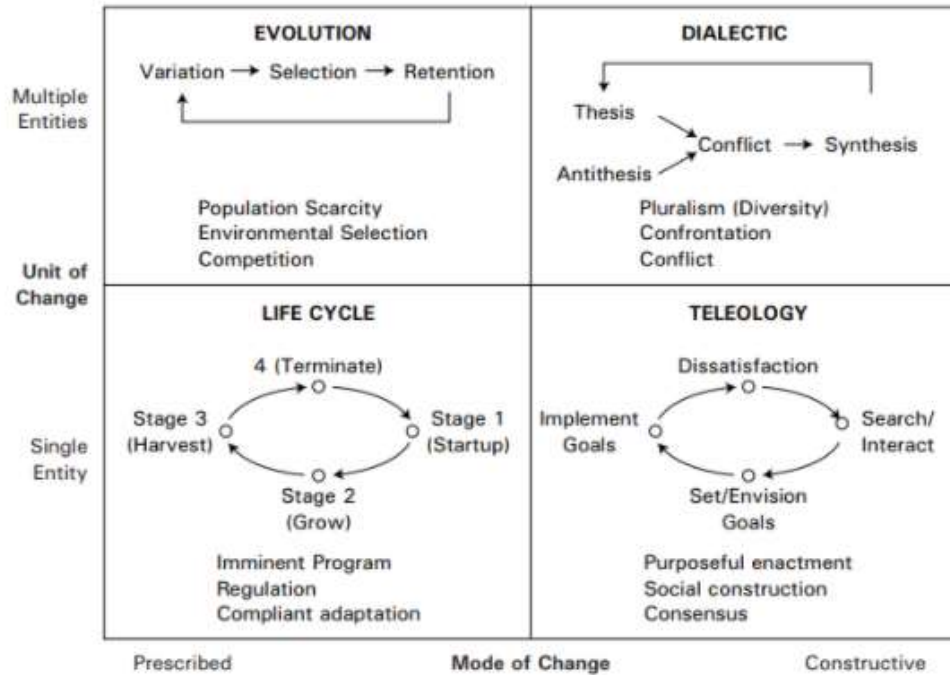 EVOLUTION
Variation → Selection → Retention
Population Scarcity
Environmental Selection
Competition
DIALECTIC
Thesis
Antithesis
Conflict → Synthesis
Pluralism (Diversity)
Confrontation
Conflict
Multiple
Entities
Unit of
Change
Single
Entity
LIFE CYCLE
4 (Terminate)
Stage 3
(Harvest)
Stage 1
(Startup)
Stage 2
(Grow)
Imminent Program
Regulation
Compliant adaptation
TELEOLOGY
Dissatisfaction
Implement
Goals
Search/
Interact
Set/Envision
Goals
Purposeful enactment
Social construction
Consensus
Prescribed
Mode of Change
Constructive